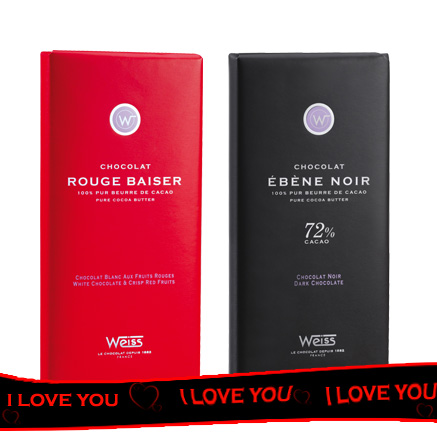 W
CHOCOLAT
ROUGE BAISER
100% PUR BEURRE DE CACAO
PURE COCOA BUTTER
CHOCOLAT BLANC AUX FRUITS ROUGES
WHITE CHOCOLATE & CRISP RED FRUITS
Weiss
LE CHOCOLAT DEPUIS 1882
FRANCE
W
CHOCOLAT
ÉBÈNE NOIR
100% PUR BEURRE DE CACAO
PURE COCOA BUTTER
72%
CACAO
CHOCOLAT NOIR
DARK CHOCOLATE
Weiss
LE CHOCOLAT DEPUIS 1882
FRANCE
I LOVE YOU I LOVE YOU I LOVE YOU